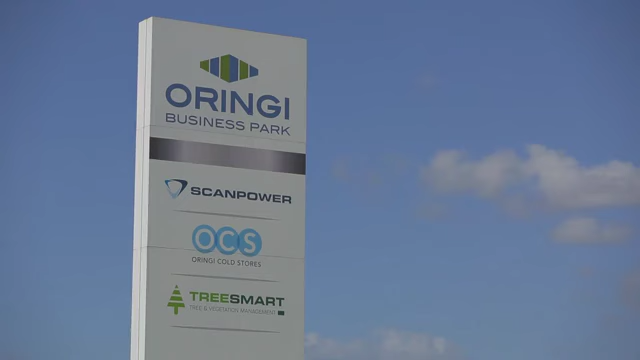 ORINGI
BUSINESS PARK
SCANPOWER
OCS
ORINGI COLD STORES
TREESMART
TREE & VEGETATION MANAGEMENT